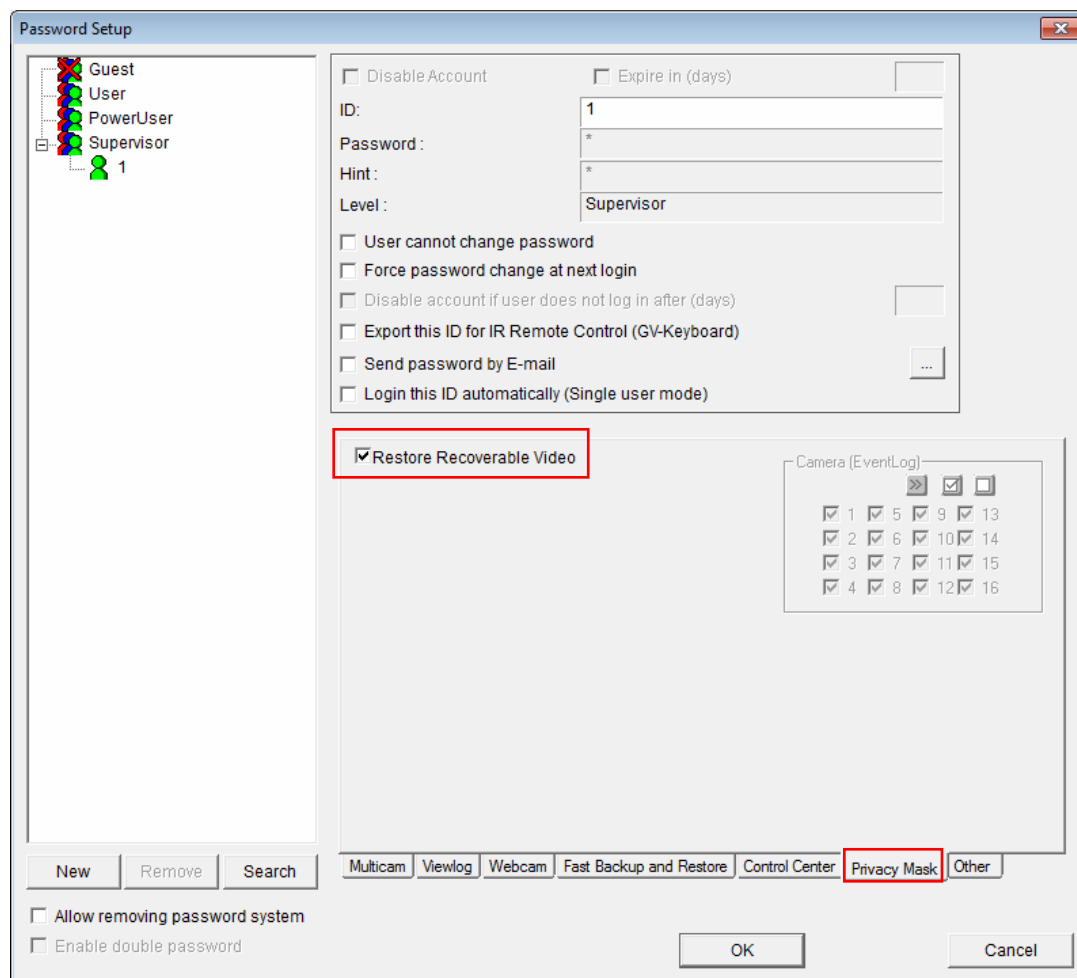 Password Setup
Guest
User
PowerUser
Supervisor
1
Disable Account
Expire in (days)
ID:
1
Password :
*
Hint :
*
Level :
Supervisor
User cannot change password
Force password change at next login
Disable account if user does not log in after (days)
Export this ID for IR Remote Control (GV-Keyboard)
Send password by E-mail
...
Login this ID automatically (Single user mode)
Restore Recoverable Video
Camera (EventLog)
>>
1 5 9 13
2 6 10 14
3 7 11 15
4 8 12 16
Multicam Viewlog Webcam Fast Backup and Restore Control Center Privacy Mask Other
New Remove Search
Allow removing password system
Enable double password
OK Cancel